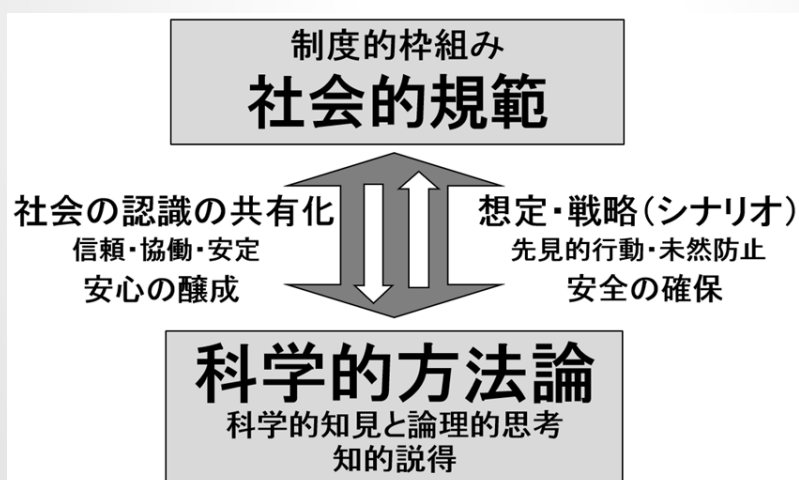 制度的枠組み
社会的規範
社会の認識の共有化
信頼・協働・安定
安心の醸成
想定・戦略(シナリオ)
先見的行動・未然防止
安全の確保
科学的方法論
科学的知見と論理的思考
知的説得